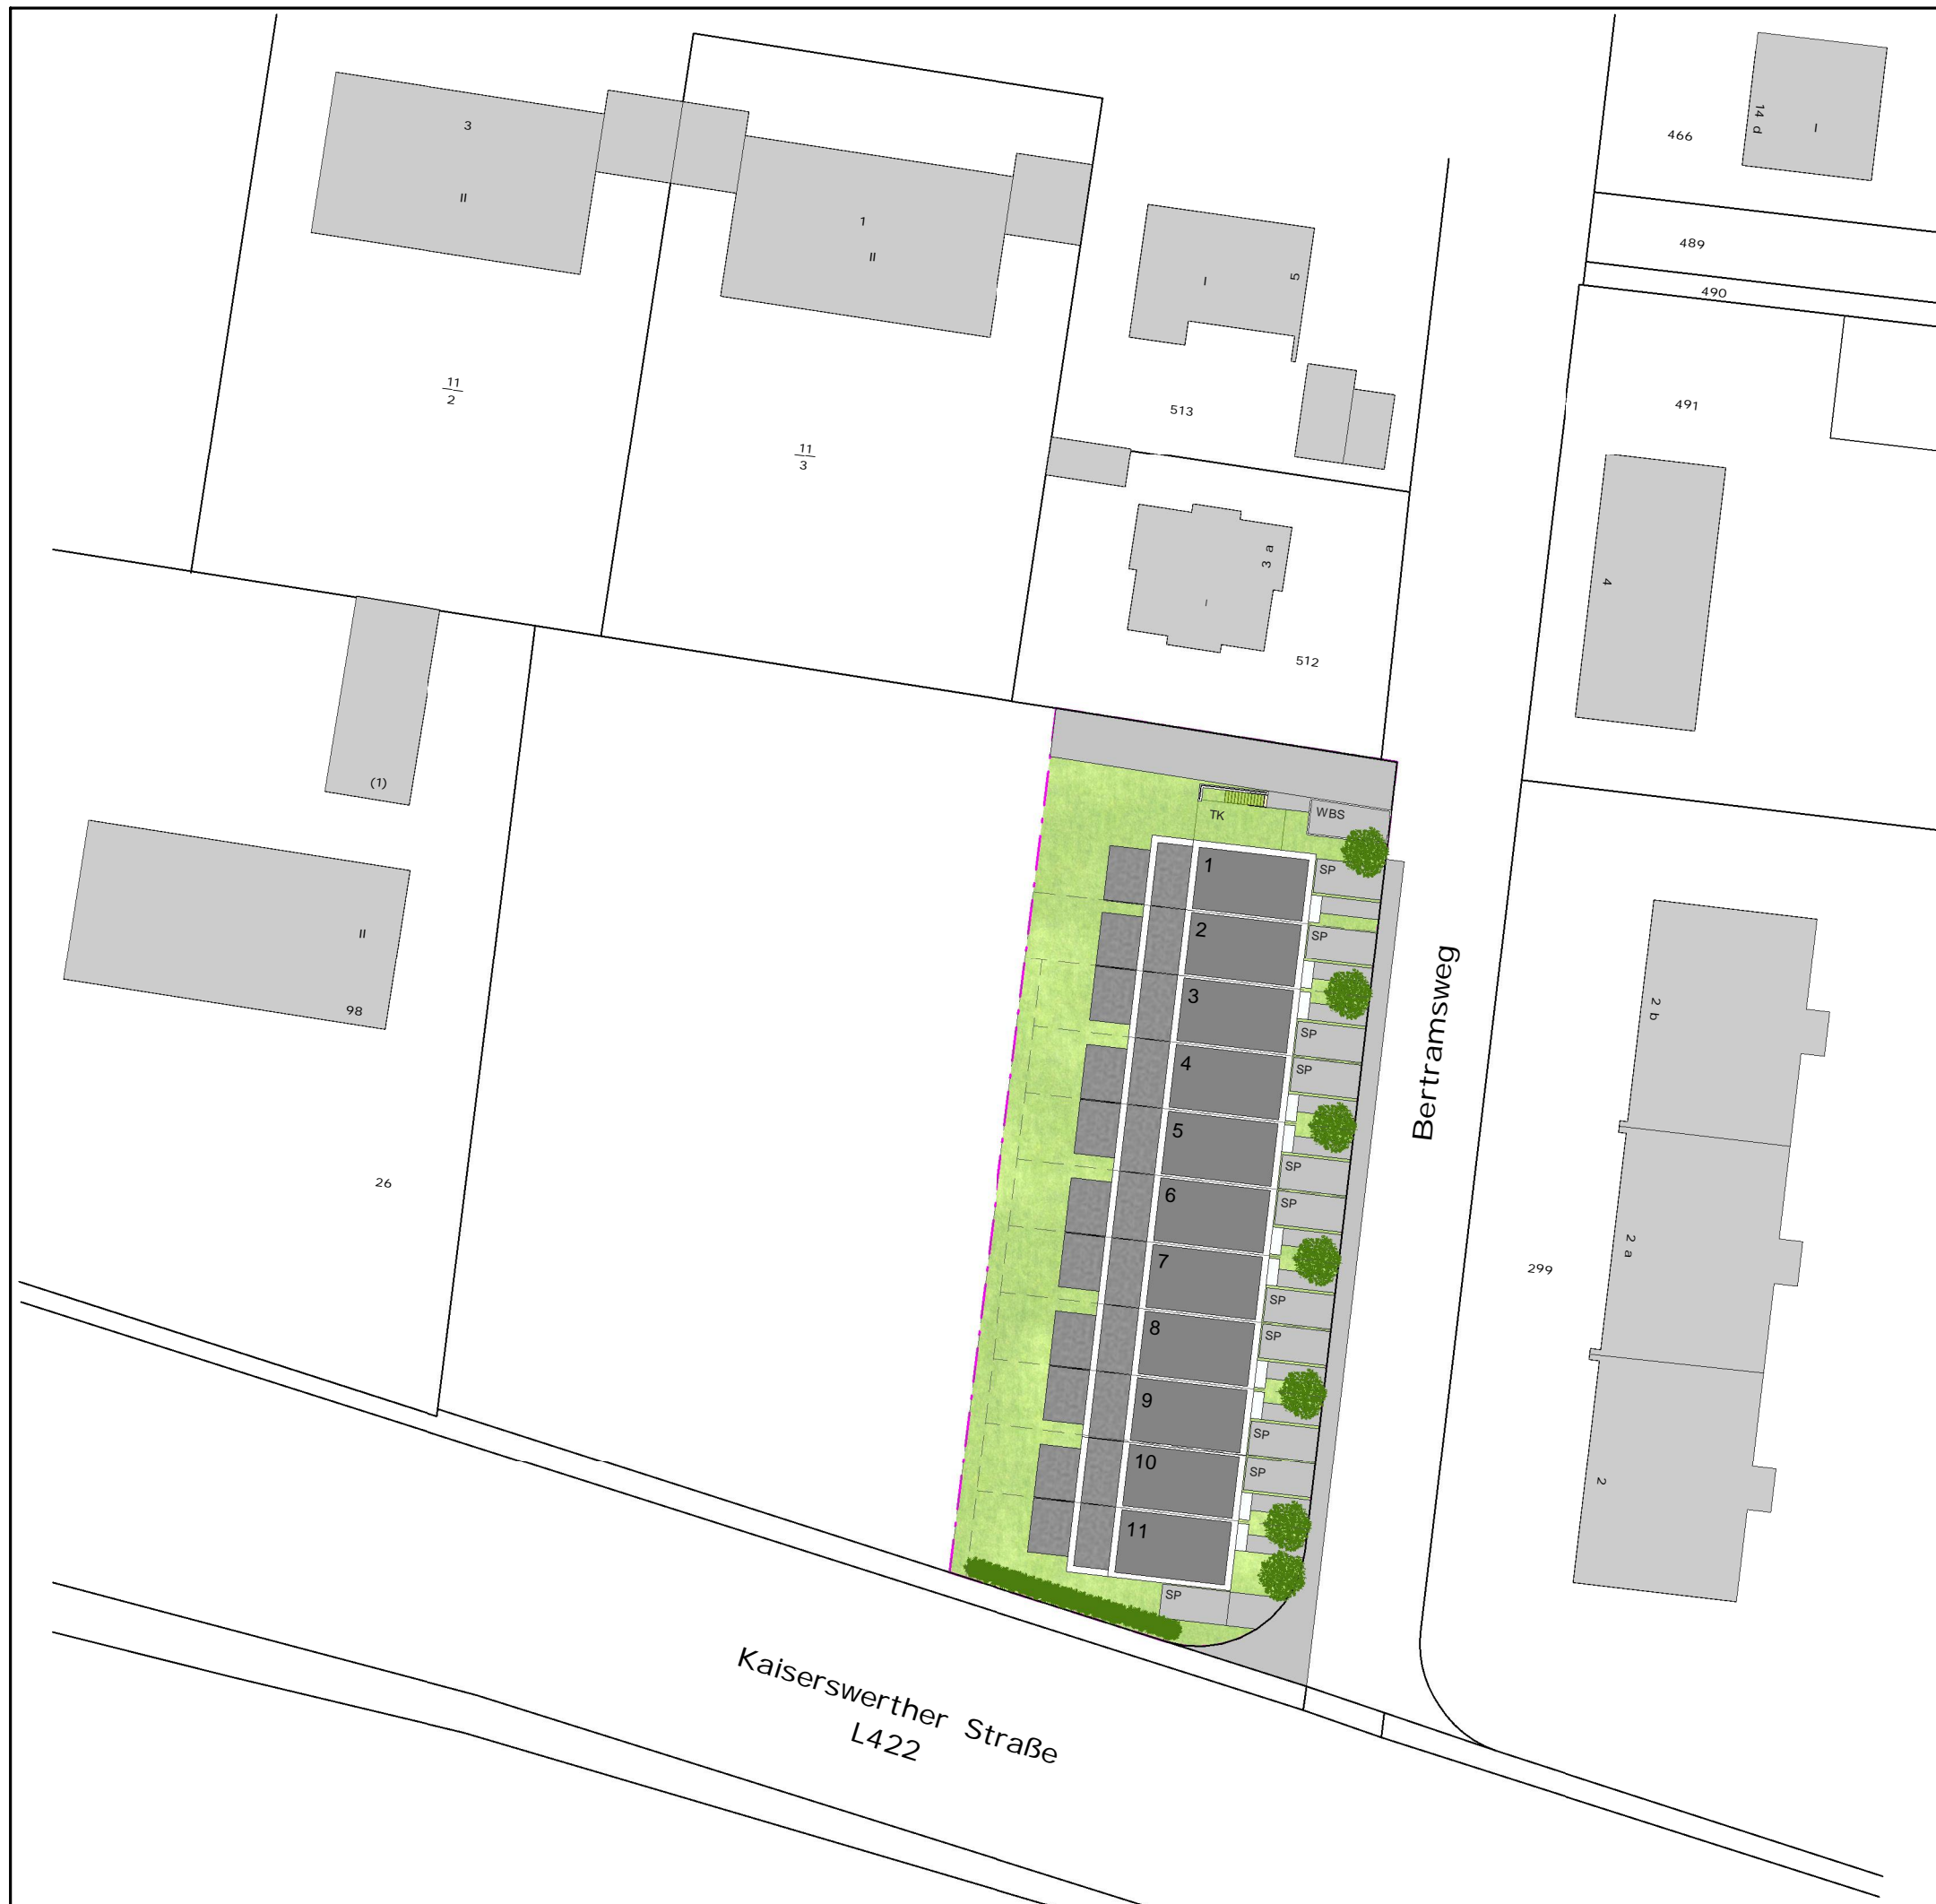 3
II
1
II
11
2
11
3
I
5
513
3 a
I
512
14 d
I
466
489
490
491
4
(1)
II
98
26
TK
WBS
1
SP
2
SP
3
SP
4
SP
5
SP
6
SP
7
SP
8
SP
9
SP
10
SP
11
SP
Bertramsweg
2 b
2 a
299
2
Kaiserswerther Straße
L422